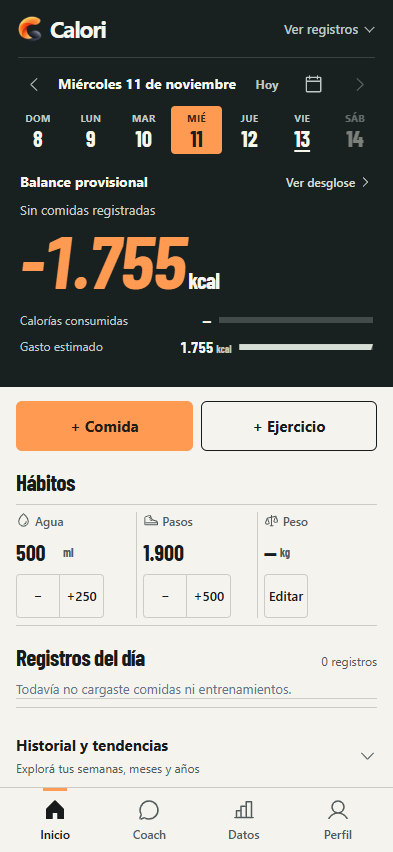 Calori
Ver registros
Miércoles 11 de noviembre Hoy
DOM LUN MAR MIÉ JUE VIE SÁB
8 9 10 11 12 13 14
Balance provisional Ver desglose
Sin comidas registradas
-1.755 kcal
Calorías consumidas –
Gasto estimado 1.755 kcal
+ Comida + Ejercicio
Hábitos
Agua Pasos Peso
500 ml 1.900 – kg
− +250 − +500 Editar
Registros del día 0 registros
Todavía no cargaste comidas ni entrenamientos.
Historial y tendencias
Explorá tus semanas, meses y años
Inicio Coach Datos Perfil